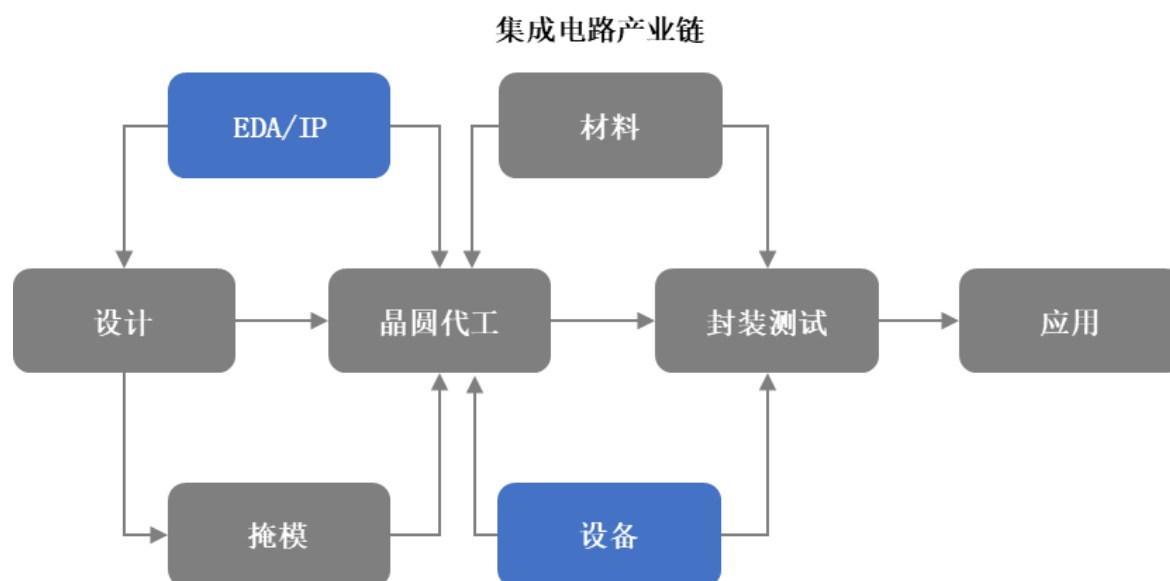 集成电路产业链
EDA/IP
材料
设计
晶圆代工
封装测试
应用
掩模
设备